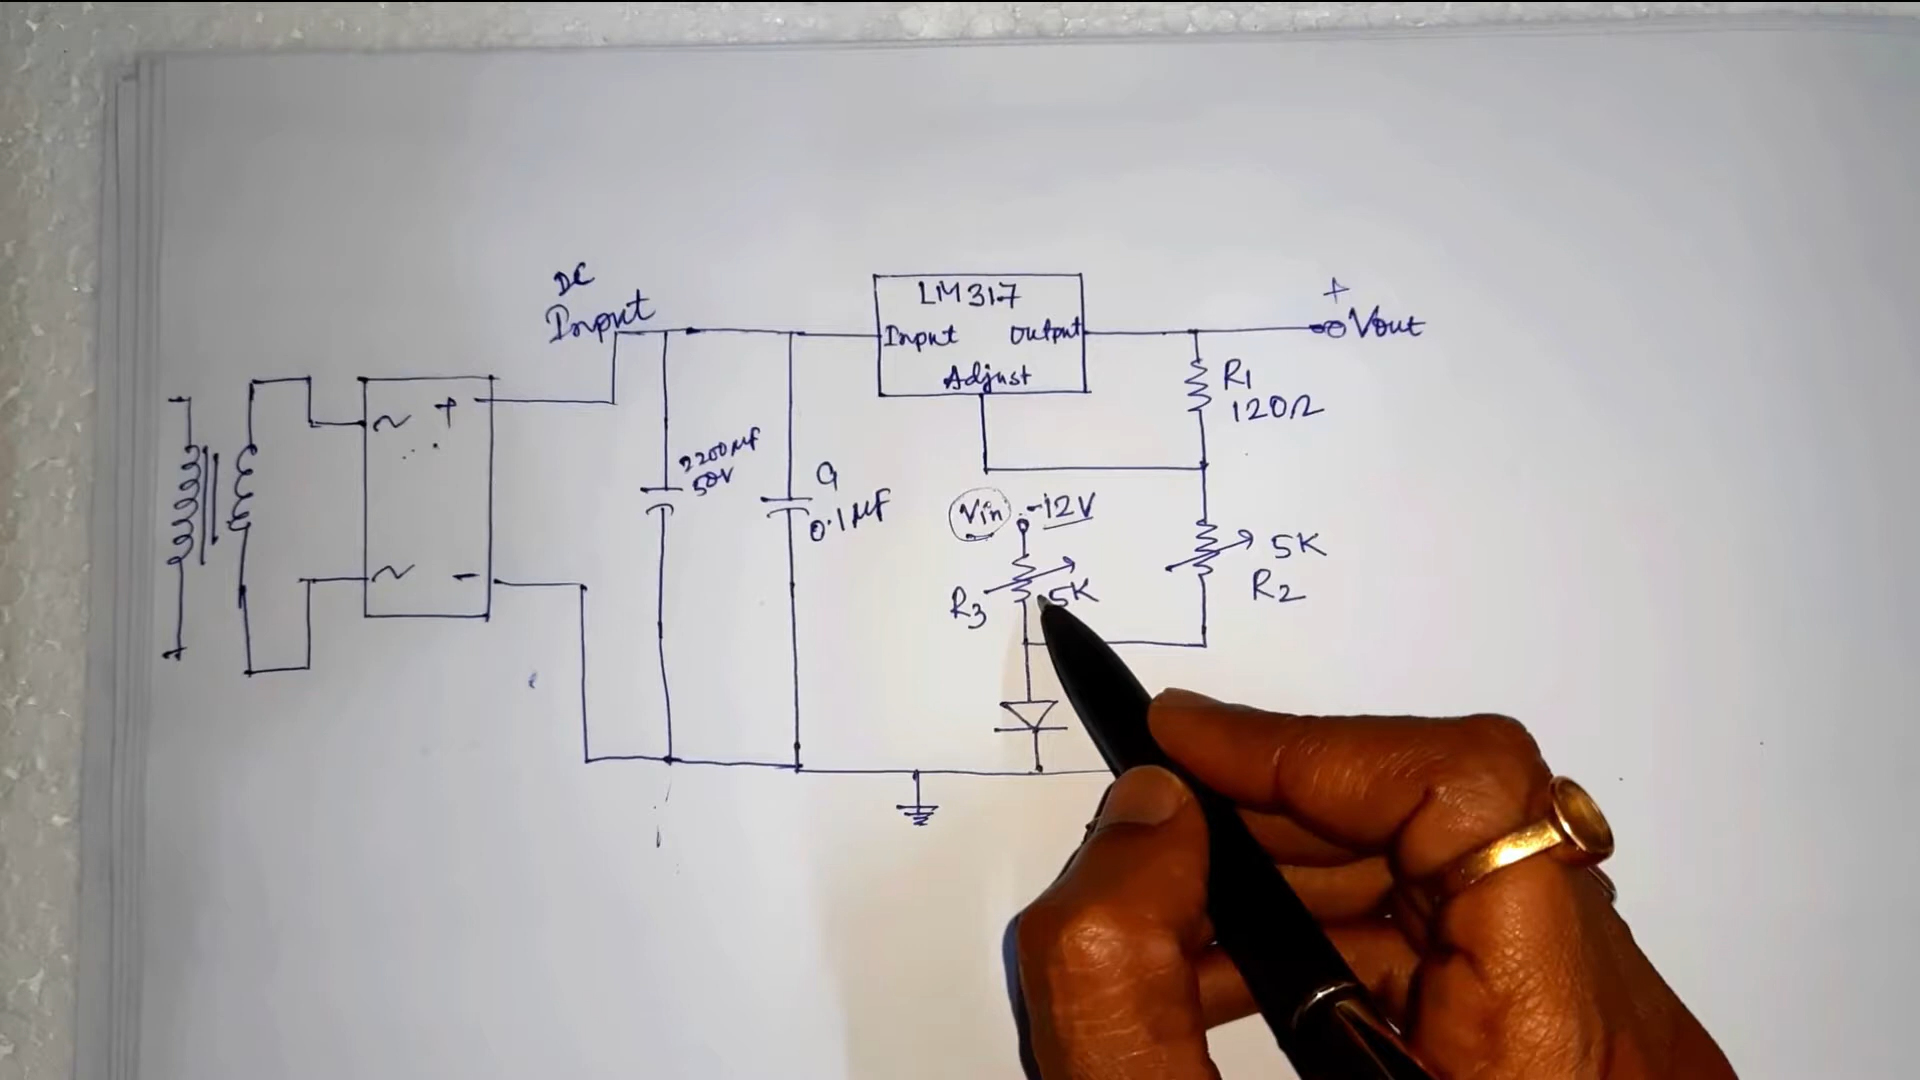 DC
Input
LM317
Input Output
Adjust
+
Vout
R1
120Ω
2200μf
50V
C1
0.1μf
Vin -12V
5K
R2
R3 5K
~ +
~ -